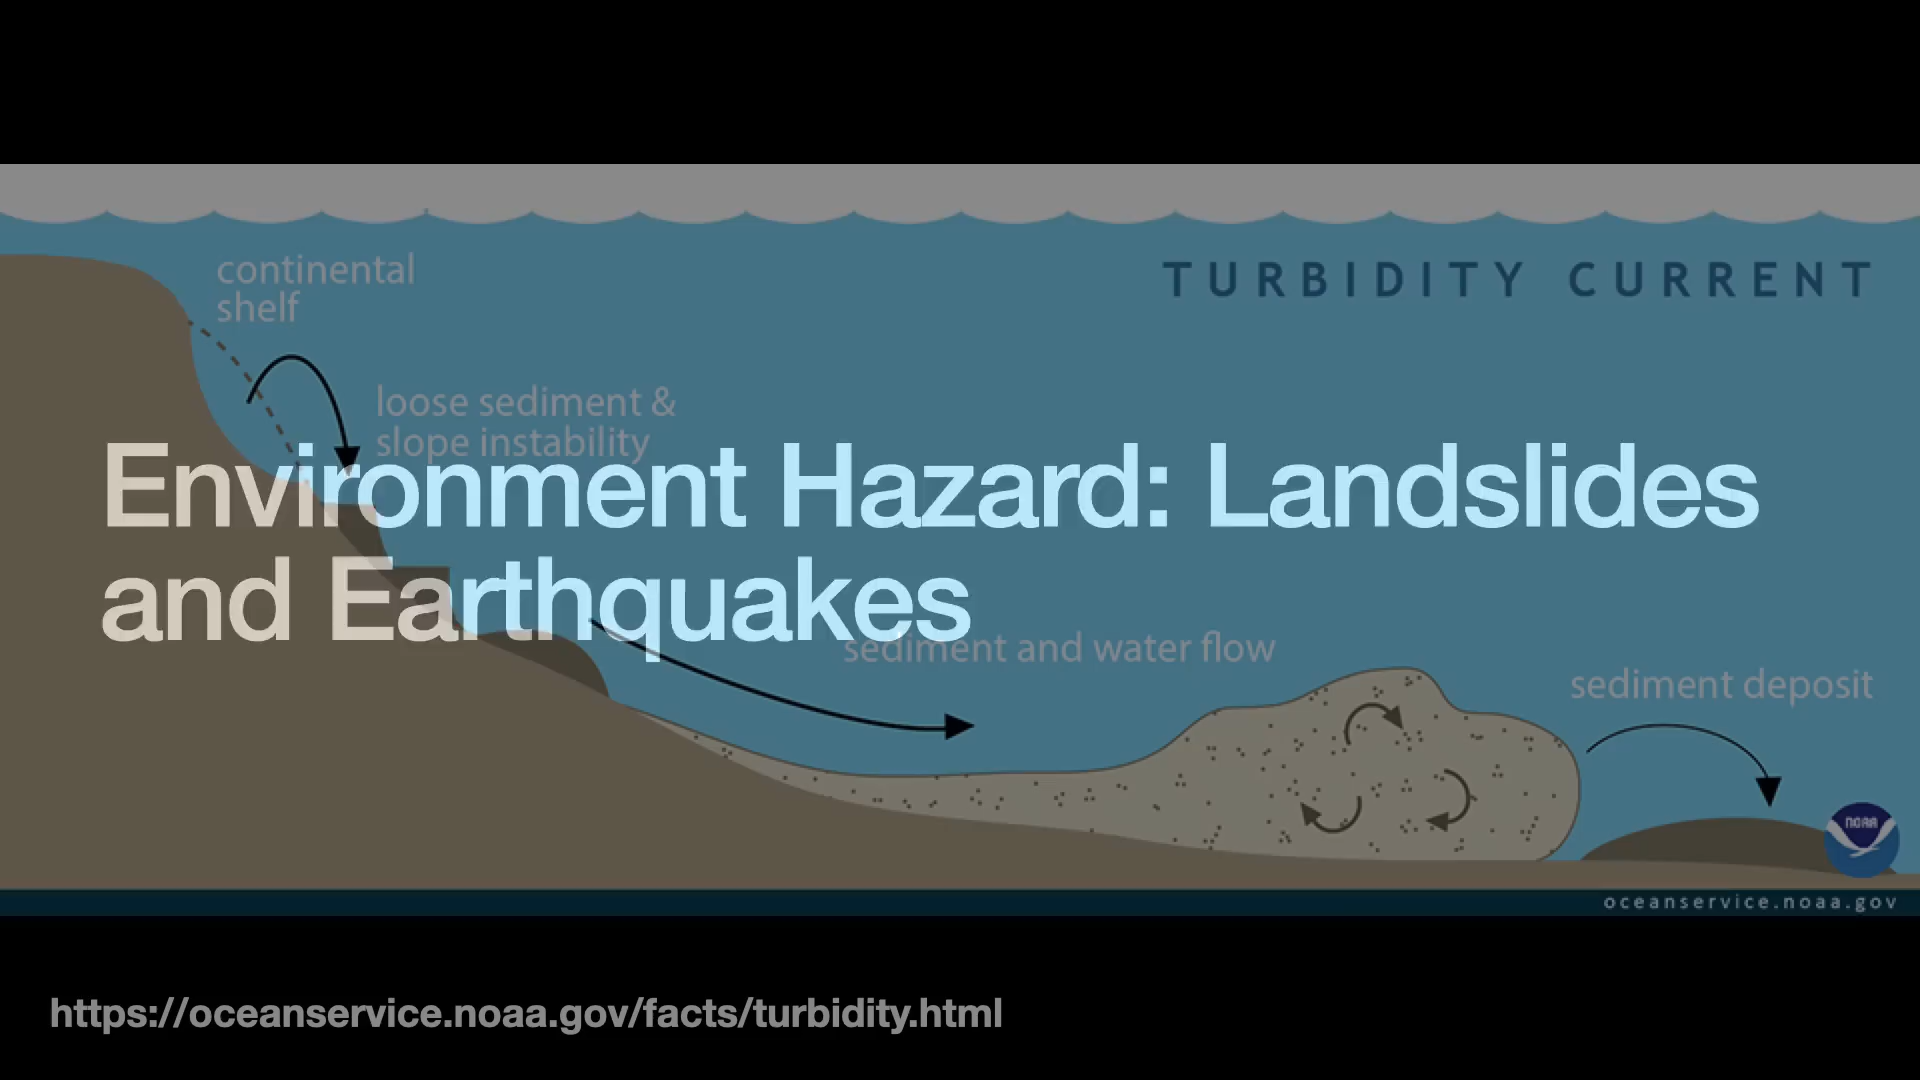 continental
shelf
TURBIDITY CURRENT
loose sediment &
slope instability
Environment Hazard: Landslides
and Earthquakes
sediment and water flow
sediment deposit
NOAA
oceanservice.noaa.gov
https://oceanservice.noaa.gov/facts/turbidity.html